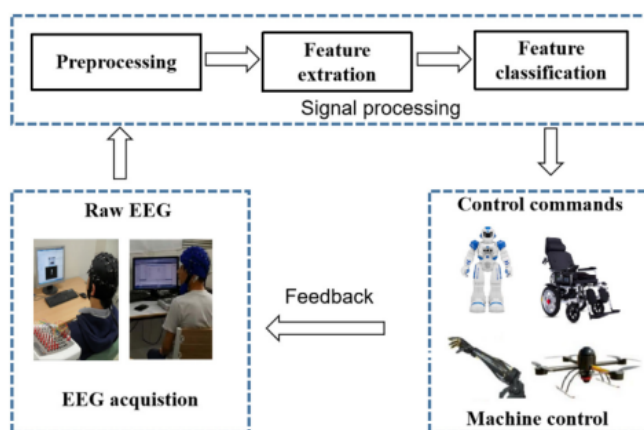 Preprocessing
Feature
extration
Feature
classification
Signal processing
Raw EEG
EEG acquistion
Feedback
Control commands
Machine control